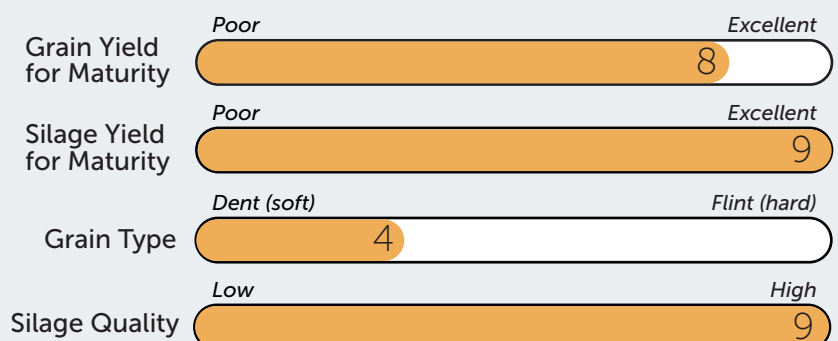 Poor Excellent
Grain Yield
for Maturity
8
Poor Excellent
Silage Yield
for Maturity
9
Dent (soft) Flint (hard)
Grain Type 4
Low High
Silage Quality 9